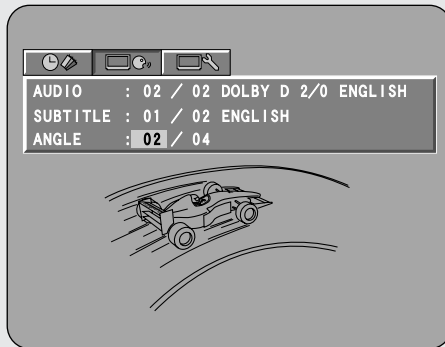 AUDIO : 02 / 02 DOLBY D 2/0 ENGLISH
SUBTITLE : 01 / 02 ENGLISH
ANGLE : 02 / 04